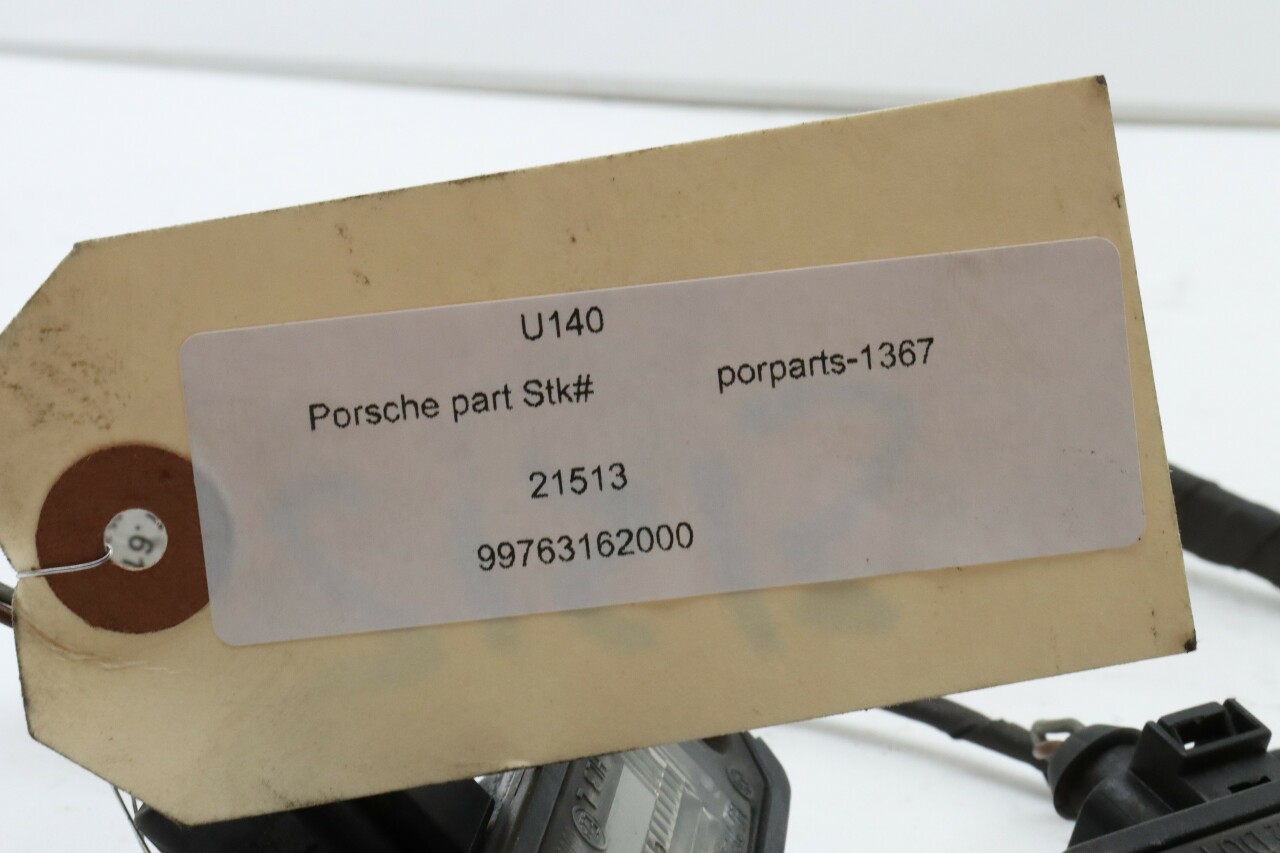 U140
Porsche part Stk# porparts-1367
21513
99763162000